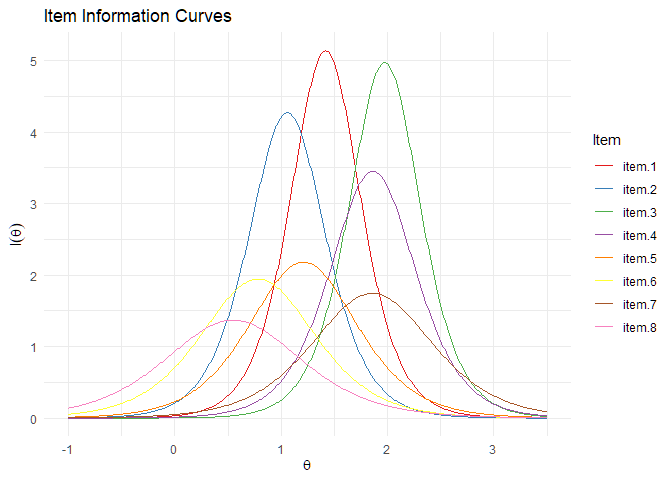 Item Information Curves
5
4
3
2
1
0
I(θ)
-1
0
1
2
3
θ
Item
item.1
item.2
item.3
item.4
item.5
item.6
item.7
item.8